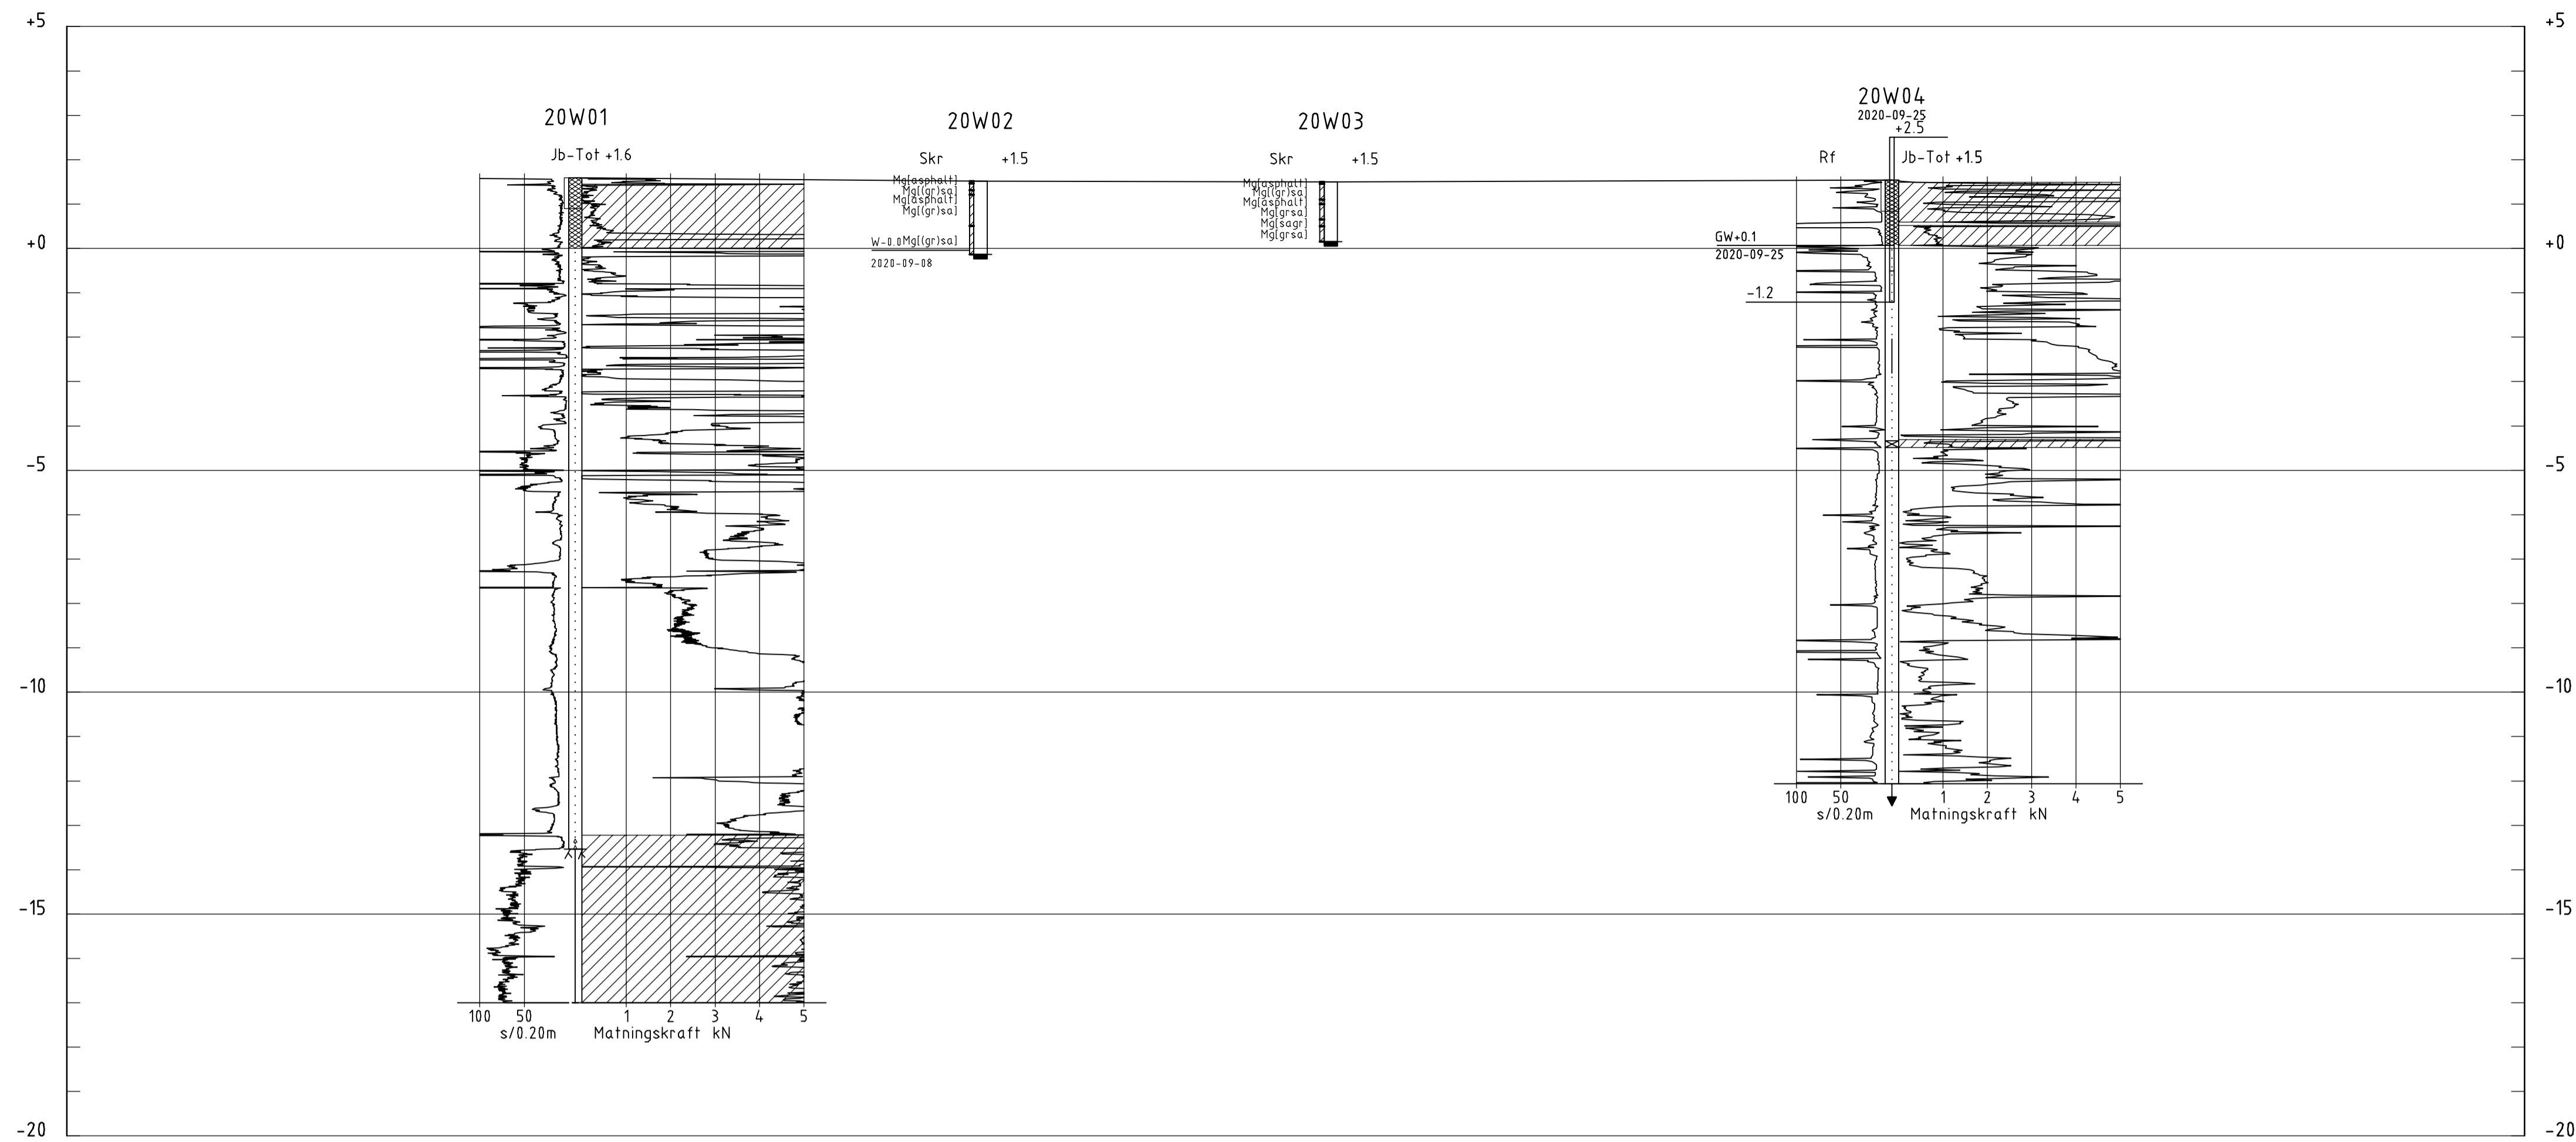 +5
+5
20W01
20W02
20W03
20W04
2020-09-25
+2.5
Jb-Tot +1.6
Skr +1.5
Skr +1.5
Rf
Jb-Tot +1.5
Mg[asphalt]
Mg[(gr)sa]
Mg[asphalt]
Mg[(gr)sa]
W-0.0 Mg[(gr)sa]
2020-09-08
Mg[asphalt]
Mg[(gr)sa]
Mg[asphalt]
Mg[grsa]
Mg[sagr]
Mg[grsa]
GW+0.1
2020-09-25
-1.2
+0
+0
-5
-5
-10
-10
100 50 1 2 3 4 5
s/0.20m Matningskraft kN
-15
-15
100 50 1 2 3 4 5
s/0.20m Matningskraft kN
-20
-20